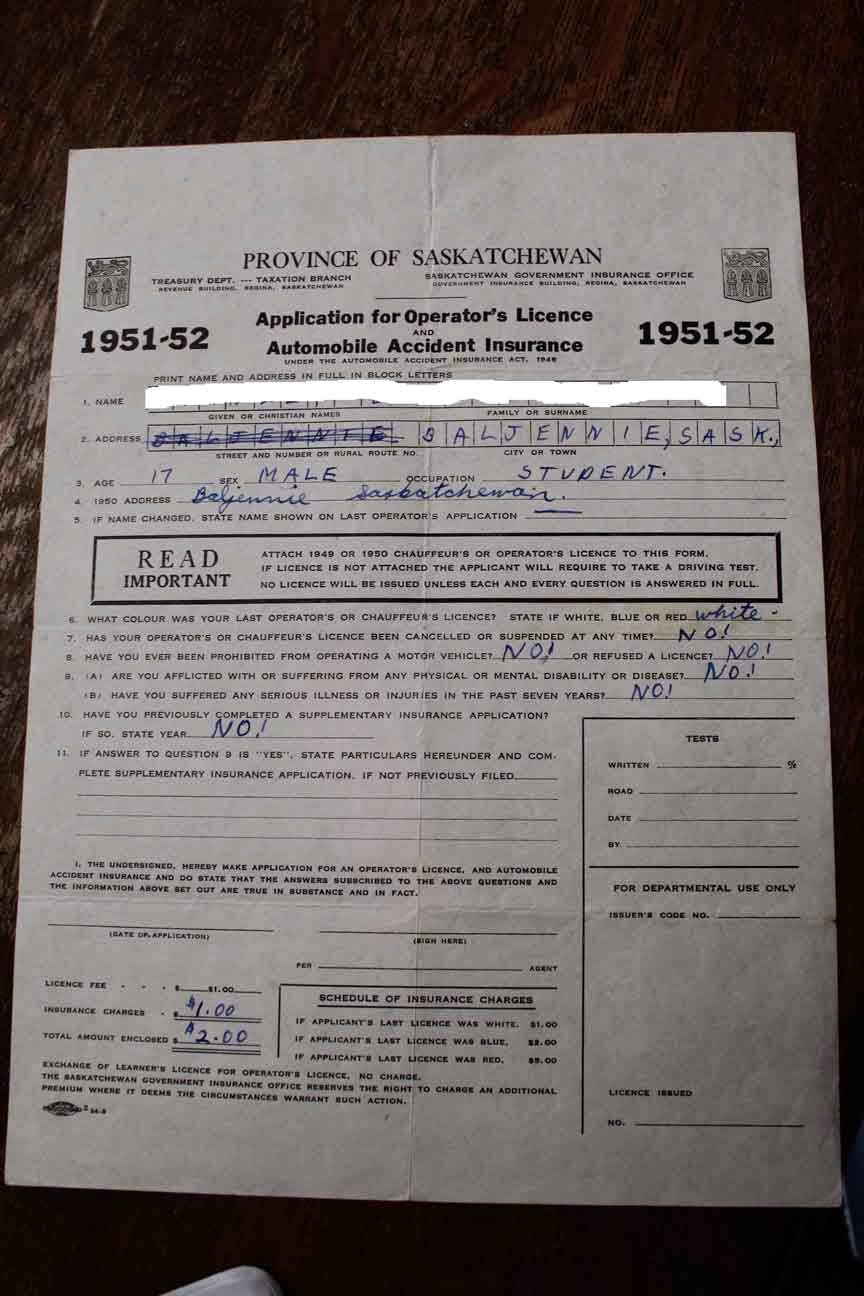 PROVINCE OF SASKATCHEWAN
TREASURY DEPT. --- TAXATION BRANCH
REVENUE BUILDING, REGINA, SASKATCHEWAN
SASKATCHEWAN GOVERNMENT INSURANCE OFFICE
GOVERNMENT INSURANCE BUILDING, REGINA, SASKATCHEWAN
1951-52
Application for Operator's Licence
AND
Automobile Accident Insurance
UNDER THE AUTOMOBILE ACCIDENT INSURANCE ACT, 1946
1951-52
PRINT NAME AND ADDRESS IN FULL IN BLOCK LETTERS
1. NAME
GIVEN OR CHRISTIAN NAMES FAMILY OR SURNAME
2. ADDRESS BALJENNIE BALJENNIE, SASK.,
STREET AND NUMBER OR RURAL ROUTE NO. CITY OR TOWN
3. AGE 17 SEX MALE OCCUPATION STUDENT.
4. 1950 ADDRESS Baljennie Saskatchewan.
5. IF NAME CHANGED, STATE NAME SHOWN ON LAST OPERATOR'S APPLICATION
READ
IMPORTANT
ATTACH 1949 OR 1950 CHAUFFEUR'S OR OPERATOR'S LICENCE TO THIS FORM.
IF LICENCE IS NOT ATTACHED THE APPLICANT WILL REQUIRE TO TAKE A DRIVING TEST.
NO LICENCE WILL BE ISSUED UNLESS EACH AND EVERY QUESTION IS ANSWERED IN FULL.
6. WHAT COLOUR WAS YOUR LAST OPERATOR'S OR CHAUFFEUR'S LICENCE? STATE IF WHITE, BLUE OR RED white -
7. HAS YOUR OPERATOR'S OR CHAUFFEUR'S LICENCE BEEN CANCELLED OR SUSPENDED AT ANY TIME? NO!
8. HAVE YOU EVER BEEN PROHIBITED FROM OPERATING A MOTOR VEHICLE? NO! OR REFUSED A LICENCE? NO!
9. (A) ARE YOU AFFLICTED WITH OR SUFFERING FROM ANY PHYSICAL OR MENTAL DISABILITY OR DISEASE? NO!
(B) HAVE YOU SUFFERED ANY SERIOUS ILLNESS OR INJURIES IN THE PAST SEVEN YEARS? NO!
10. HAVE YOU PREVIOUSLY COMPLETED A SUPPLEMENTARY INSURANCE APPLICATION?
IF SO, STATE YEAR NO!
11. IF ANSWER TO QUESTION 9 IS "YES", STATE PARTICULARS HEREUNDER AND COM-
PLETE SUPPLEMENTARY INSURANCE APPLICATION, IF NOT PREVIOUSLY FILED
TESTS
WRITTEN %
ROAD
DATE
BY
I, THE UNDERSIGNED, HEREBY MAKE APPLICATION FOR AN OPERATOR'S LICENCE, AND AUTOMOBILE
ACCIDENT INSURANCE AND DO STATE THAT THE ANSWERS SUBSCRIBED TO THE ABOVE QUESTIONS AND
THE INFORMATION ABOVE SET OUT ARE TRUE IN SUBSTANCE AND IN FACT.
FOR DEPARTMENTAL USE ONLY
ISSUER'S CODE NO.
(DATE OF APPLICATION)
(SIGN HERE)
PER AGENT
LICENCE FEE - - - $ $1.00
INSURANCE CHARGES - $ $1.00
TOTAL AMOUNT ENCLOSED $ $2.00
SCHEDULE OF INSURANCE CHARGES
IF APPLICANT'S LAST LICENCE WAS WHITE, $1.00
IF APPLICANT'S LAST LICENCE WAS BLUE, $2.00
IF APPLICANT'S LAST LICENCE WAS RED, $5.00
EXCHANGE OF LEARNER'S LICENCE FOR OPERATOR'S LICENCE, NO CHARGE.
THE SASKATCHEWAN GOVERNMENT INSURANCE OFFICE RESERVES THE RIGHT TO CHARGE AN ADDITIONAL
PREMIUM WHERE IT DEEMS THE CIRCUMSTANCES WARRANT SUCH ACTION.
LICENCE ISSUED
NO.